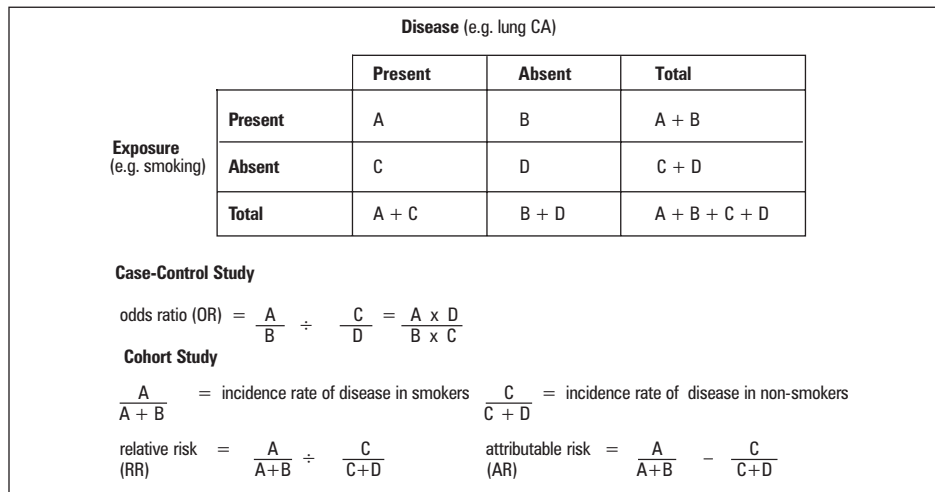 Disease (e.g. lung CA)
Present Absent Total
Present A B A + B
Exposure
(e.g. smoking)
Absent C D C + D
Total A + C B + D A + B + C + D
Case-Control Study
odds ratio (OR) = A/B ÷ C/D = A x D/B x C
Cohort Study
A/A + B = incidence rate of disease in smokers C/C + D = incidence rate of disease in non-smokers
relative risk (RR) = A/A+B ÷ C/C+D attributable risk (AR) = A/A+B – C/C+D